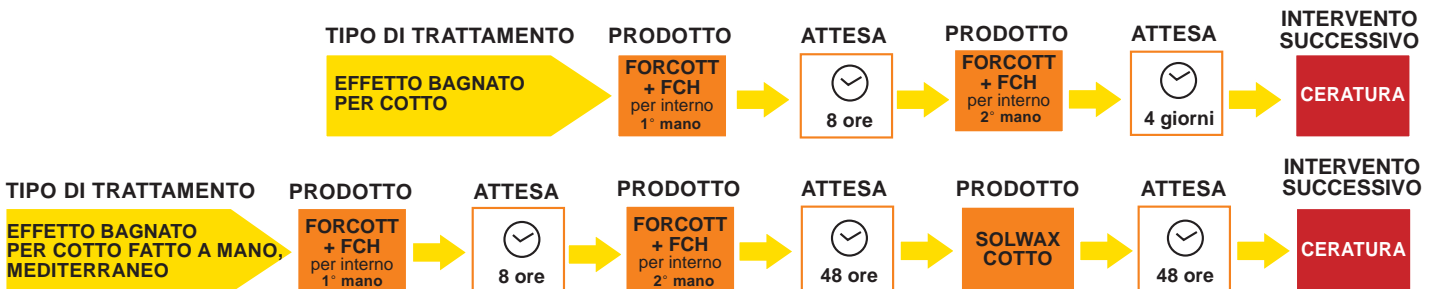 TIPO DI TRATTAMENTO
PRODOTTO
ATTESA
PRODOTTO
ATTESA
INTERVENTO
SUCCESSIVO
EFFETTO BAGNATO
PER COTTO
FORCOTT
+ FCH
per interno
1° mano
8 ore
FORCOTT
+ FCH
per interno
2° mano
4 giorni
CERATURA
TIPO DI TRATTAMENTO
PRODOTTO
ATTESA
PRODOTTO
ATTESA
PRODOTTO
ATTESA
INTERVENTO
SUCCESSIVO
EFFETTO BAGNATO
PER COTTO FATTO A MANO,
MEDITERRANEO
FORCOTT
+ FCH
per interno
1° mano
8 ore
FORCOTT
+ FCH
per interno
2° mano
48 ore
SOLWAX
COTTO
48 ore
CERATURA